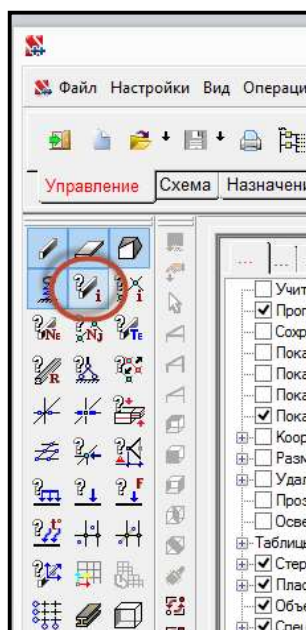 Файл Настройки Вид Операци
Управление Схема Назначени
... ...
Учит
Прог
Сохр
Пока
Пока
Пока
Пока
Коор
Разм
Удал
Проз
Осве
Таблицы
Стер
Плас
Объе
Спец